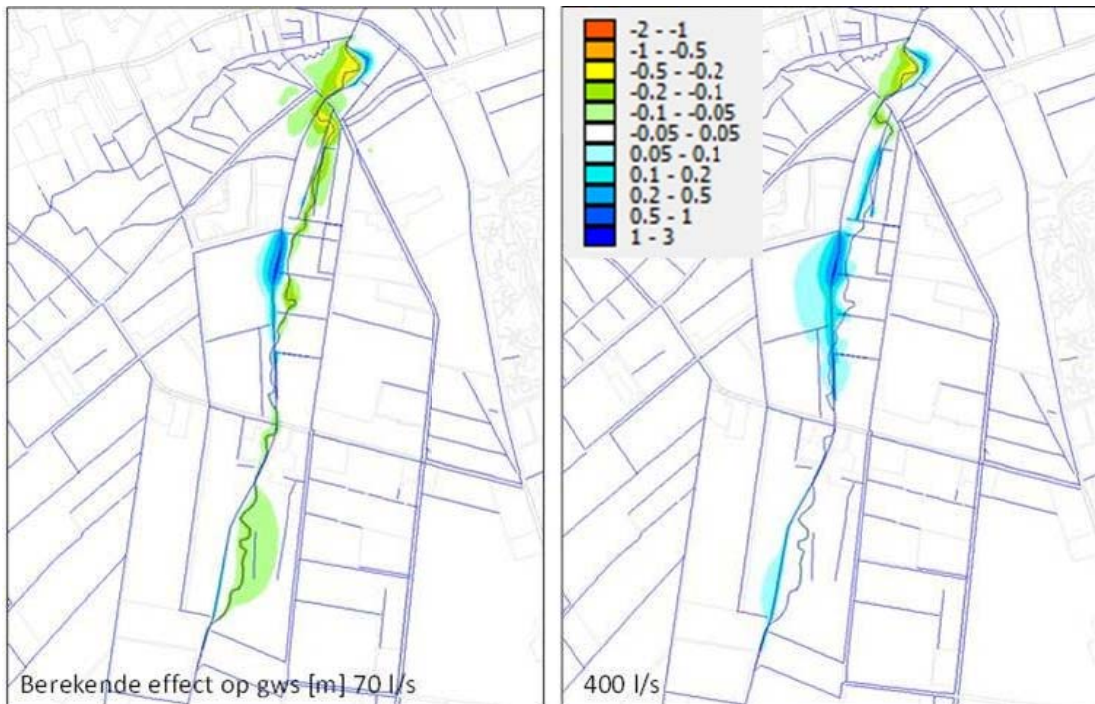 -2 - -1
-1 - -0.5
-0.5 - -0.2
-0.2 - -0.1
-0.1 - -0.05
-0.05 - 0.05
0.05 - 0.1
0.1 - 0.2
0.2 - 0.5
0.5 - 1
1 - 3
Berekende effect op gws [m] 70 l/s
400 l/s